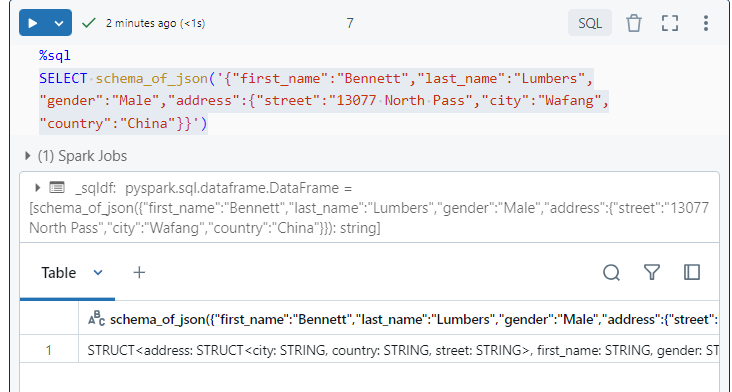 2 minutes ago (<1s) 7 SQL
%sql
SELECT schema_of_json('{"first_name":"Bennett","last_name":"Lumbers",
"gender":"Male","address":{"street":"13077 North Pass","city":"Wafang",
"country":"China"}}')
(1) Spark Jobs
_sqldf: pyspark.sql.dataframe.DataFrame =
[schema_of_json({"first_name":"Bennett","last_name":"Lumbers","gender":"Male","address":{"street":"13077
North Pass","city":"Wafang","country":"China"}}): string]
Table +
ABC schema_of_json({"first_name":"Bennett","last_name":"Lumbers","gender":"Male","address":{"street":
1 STRUCT<address: STRUCT<city: STRING, country: STRING, street: STRING>, first_name: STRING, gender: ST